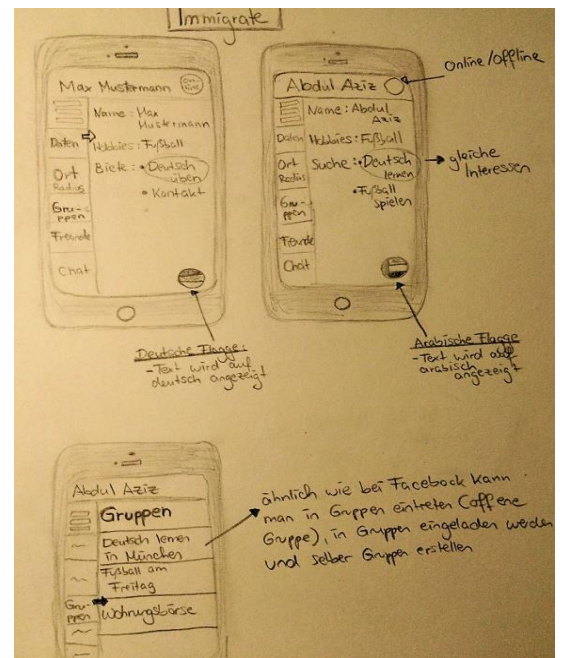 Immigrate
Max Mustermann
On-
line
Name: Max
Mustermann
Daten
Hobbies: Fußball
Biete: • Deutsch
üben
• Kontakt
Ort
Radius
Gru-
ppen
Freunde
Chat
Deutsche Flagge:
- Text wird auf
deutsch angezeigt
Abdul Aziz
Online/Offline
Name: Abdul
Aziz
Daten
Hobbies: Fußball
Suche: • Deutsch
lernen
• Fußball
spielen
gleiche
Interessen
Ort
Radius
Gru-
ppen
Freunde
Chat
Arabische Flagge
- Text wird auf
arabisch
angezeigt
Abdul Aziz
Gruppen
Deutsch lernen
in München
Fußball am
Freitag
Gru-
ppen
Wohnungsbörse
ähnlich wie bei Facebook kann
man in Gruppen eintreten (offene
Gruppe), in Gruppen eingeladen werden
und selber Gruppen erstellen